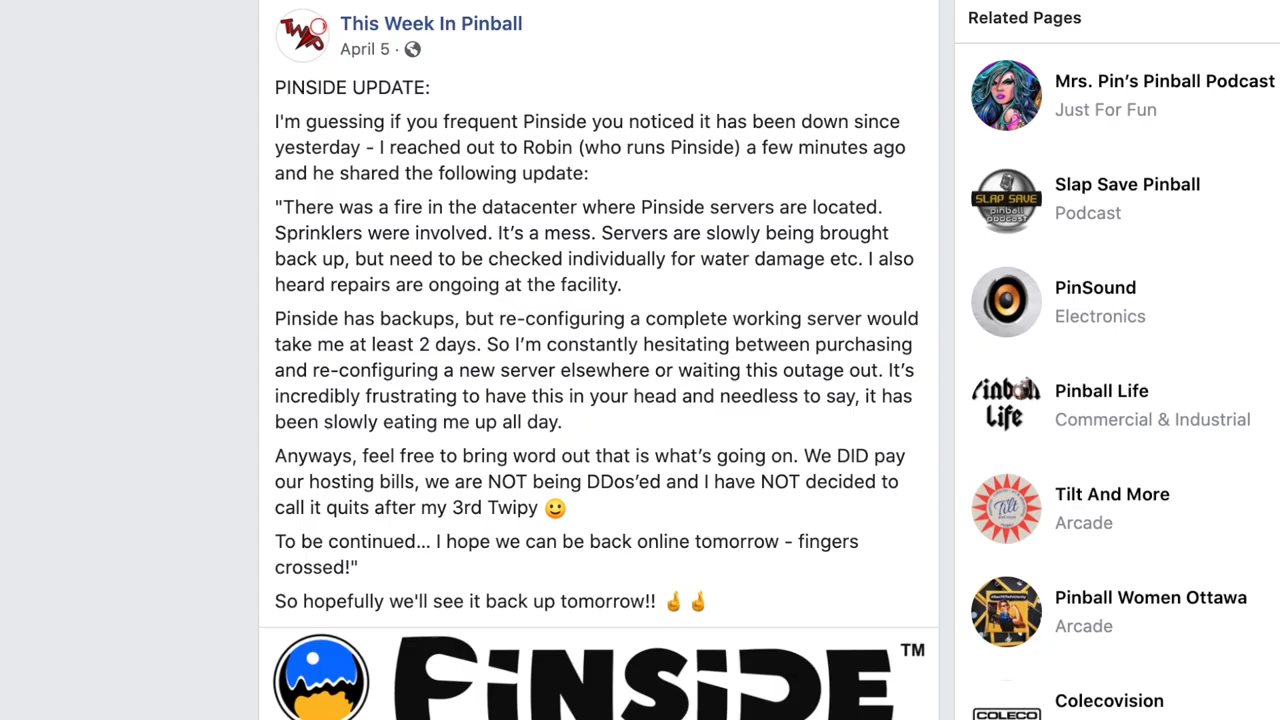 This Week In Pinball
April 5 ·
PINSIDE UPDATE:
I'm guessing if you frequent Pinside you noticed it has been down since
yesterday - I reached out to Robin (who runs Pinside) a few minutes ago
and he shared the following update:
"There was a fire in the datacenter where Pinside servers are located.
Sprinklers were involved. It’s a mess. Servers are slowly being brought
back up, but need to be checked individually for water damage etc. I also
heard repairs are ongoing at the facility.
Pinside has backups, but re-configuring a complete working server would
take me at least 2 days. So I’m constantly hesitating between purchasing
and re-configuring a new server elsewhere or waiting this outage out. It’s
incredibly frustrating to have this in your head and needless to say, it has
been slowly eating me up all day.
Anyways, feel free to bring word out that is what’s going on. We DID pay
our hosting bills, we are NOT being DDos’ed and I have NOT decided to
call it quits after my 3rd Twipy 🙂
To be continued... I hope we can be back online tomorrow - fingers
crossed!"
So hopefully we'll see it back up tomorrow!! 🤞🤞
PINSIDE™
Related Pages
Mrs. Pin’s Pinball Podcast
Just For Fun
SLAP SAVE
pinball
podcast
Slap Save Pinball
Podcast
PinSound
Electronics
Pinball
Life
Pinball Life
Commercial & Industrial
Tilt
Tilt And More
Arcade
Pinball Women Ottawa
Arcade
COLECO
Colecovision